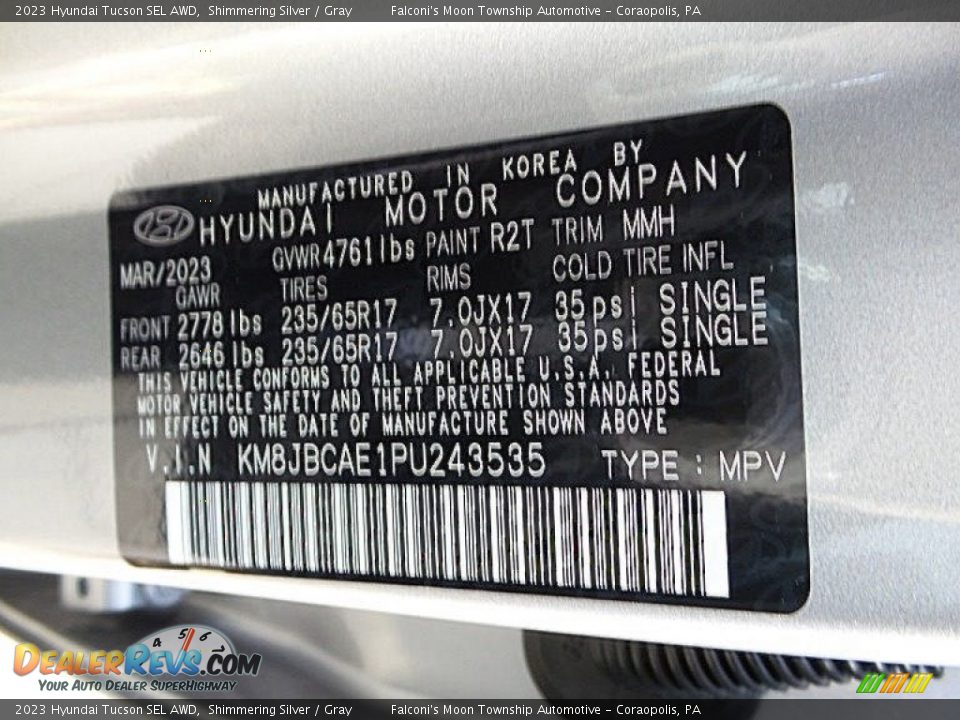 2023 Hyundai Tucson SEL AWD, Shimmering Silver / Gray Falconi's Moon Township Automotive - Coraopolis, PA
MANUFACTURED IN KOREA BY
HYUNDAI MOTOR COMPANY
MAR/2023 GVWR 4761 lbs PAINT R2T TRIM MMH
GAWR TIRES RIMS COLD TIRE INFL
FRONT 2778 lbs 235/65R17 7.0JX17 35psi SINGLE
REAR 2646 lbs 235/65R17 7.0JX17 35psi SINGLE
THIS VEHICLE CONFORMS TO ALL APPLICABLE U.S.A. FEDERAL
MOTOR VEHICLE SAFETY AND THEFT PREVENTION STANDARDS
IN EFFECT ON THE DATE OF MANUFACTURE SHOWN ABOVE
V.I.N KM8JBCAE1PU243535 TYPE : MPV
4 5 6
DEALERREVS.COM
YOUR AUTO DEALER SUPERHIGHWAY
2023 Hyundai Tucson SEL AWD, Shimmering Silver / Gray Falconi's Moon Township Automotive - Coraopolis, PA